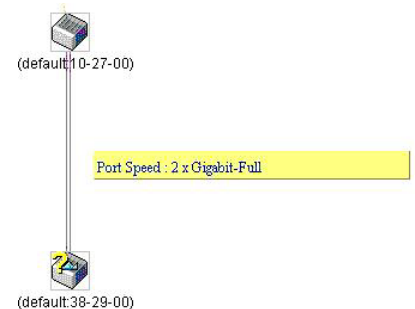 (default:10-27-00)
Port Speed : 2 x Gigabit-Full
?
(default:38-29-00)